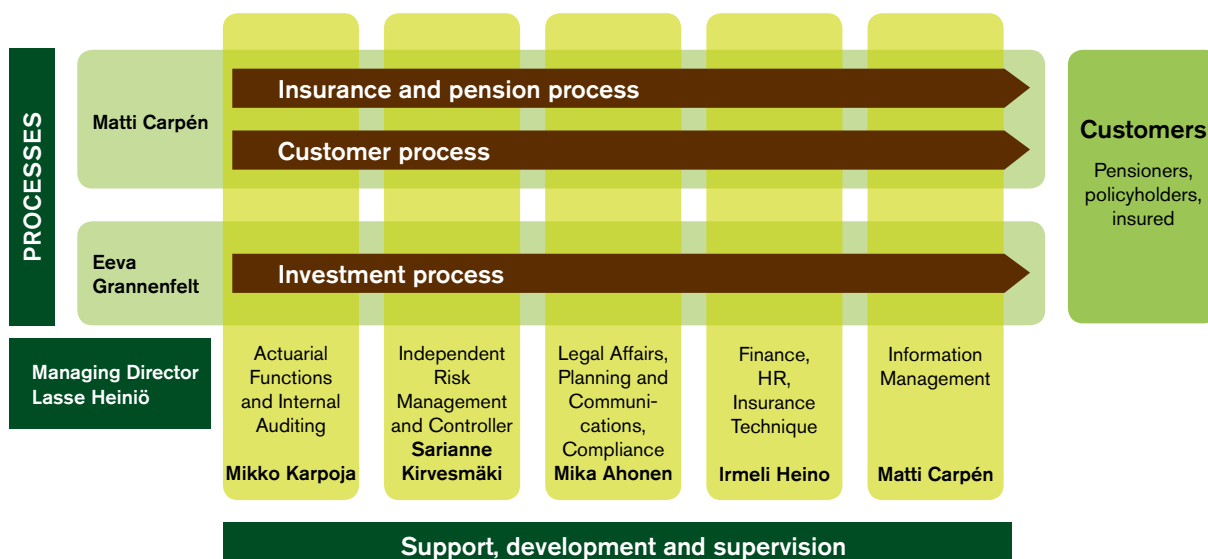 PROCESSES
Matti Carpén
Insurance and pension process
Customer process
Eeva
Grannenfelt
Investment process
Customers
Pensioners,
policyholders,
insured
Managing Director
Lasse Heiniö
Actuarial
Functions
and Internal
Auditing
Mikko Karpoja
Independent
Risk
Management
and Controller
Sarianne
Kirvesmäki
Legal Affairs,
Planning and
Communi-
cations,
Compliance
Mika Ahonen
Finance,
HR,
Insurance
Technique
Irmeli Heino
Information
Management
Matti Carpén
Support, development and supervision